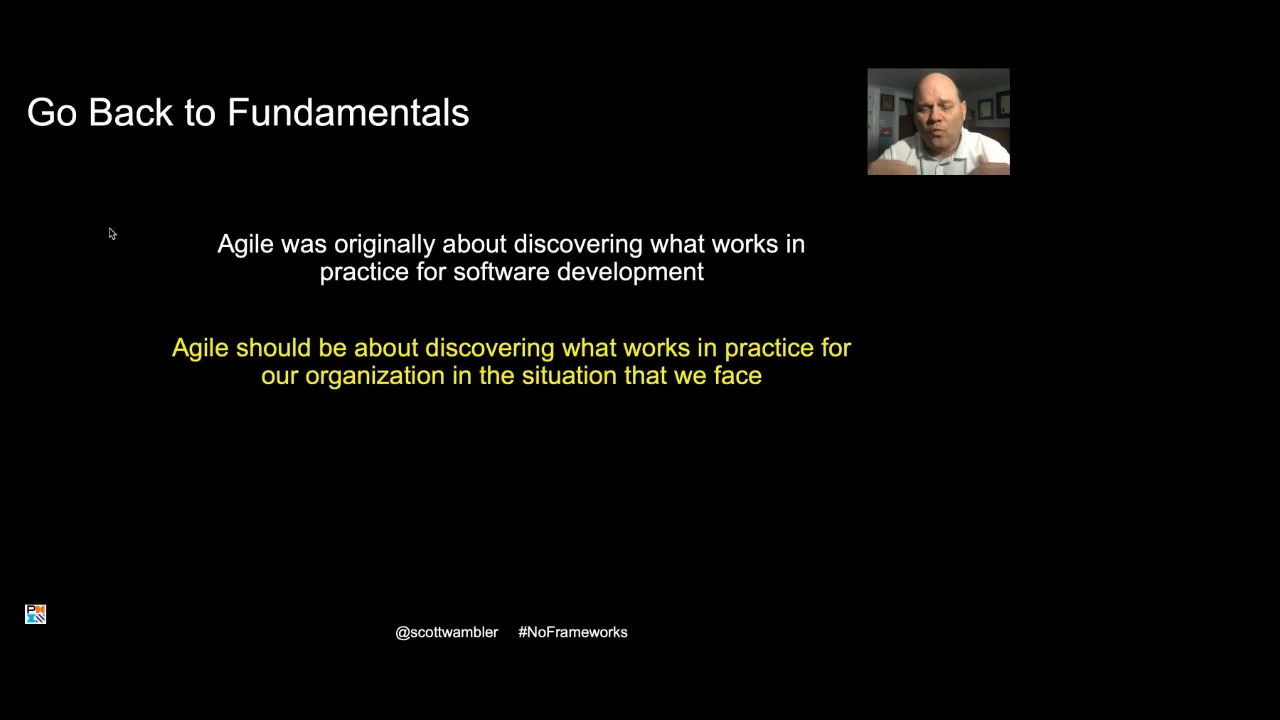 Go Back to Fundamentals
Agile was originally about discovering what works in
practice for software development
Agile should be about discovering what works in practice for
our organization in the situation that we face
@scottwambler #NoFrameworks